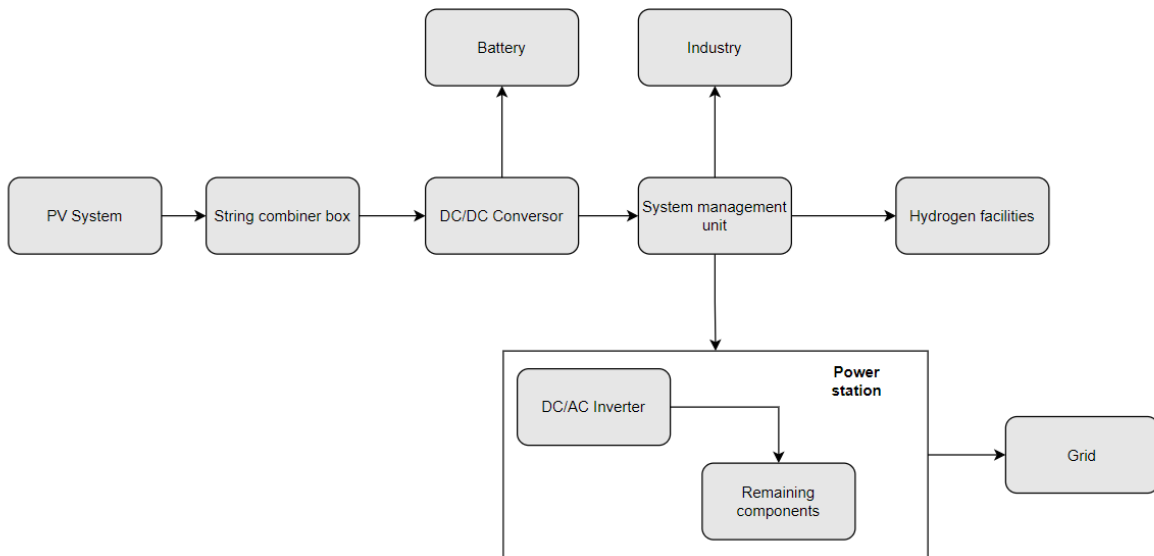 Battery
Industry
PV System
String combiner box
DC/DC Conversor
System management
unit
Hydrogen facilities
Power
station
DC/AC Inverter
Grid
Remaining
components